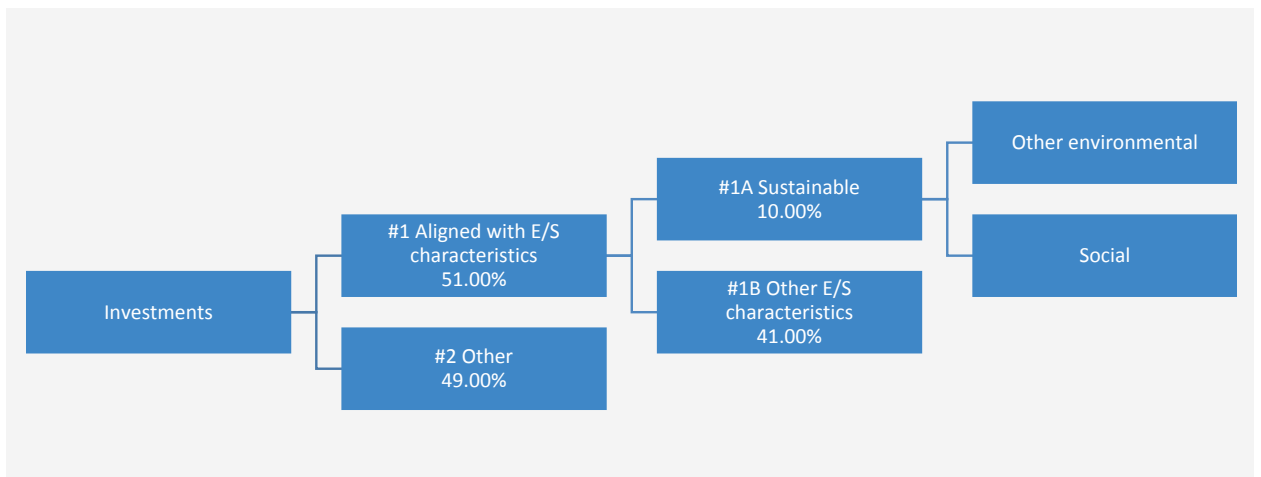 Investments
#1 Aligned with E/S
characteristics
51.00%
#2 Other
49.00%
#1A Sustainable
10.00%
#1B Other E/S
characteristics
41.00%
Other environmental
Social